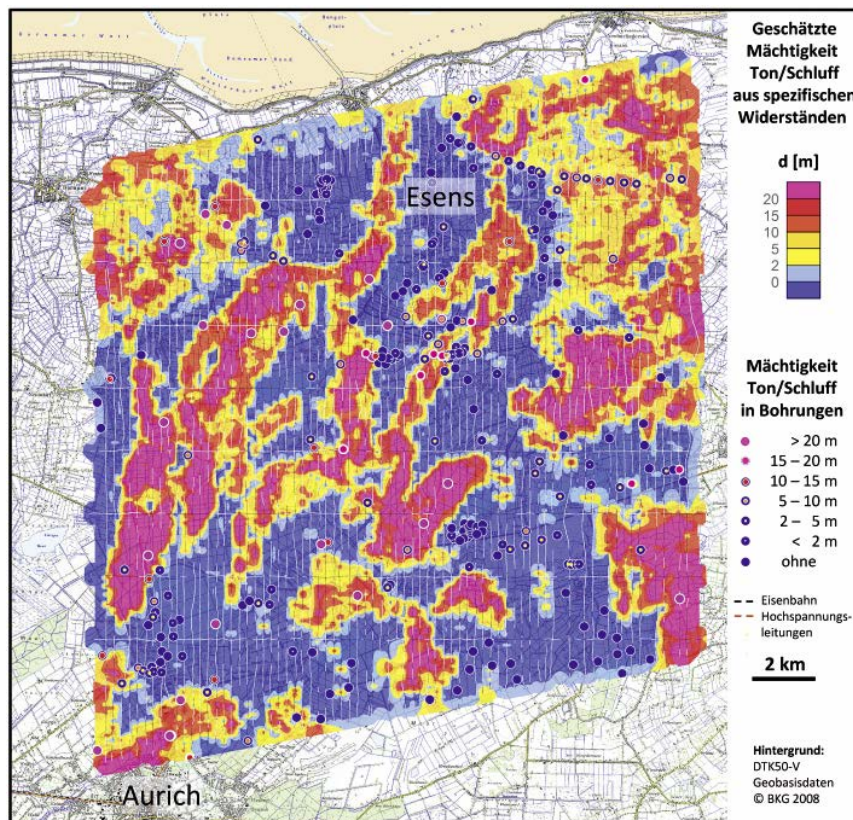 Geschätzte
Mächtigkeit
Ton/Schluff
aus spezifischen
Widerständen
d [m]
20
15
10
5
2
0
Mächtigkeit
Ton/Schluff
in Bohrungen
> 20 m
15 – 20 m
10 – 15 m
5 – 10 m
2 – 5 m
< 2 m
ohne
Eisenbahn
Hochspannungs-
leitungen
2 km
Hintergrund:
DTK50-V
Geobasisdaten
© BKG 2008
Esens
Aurich